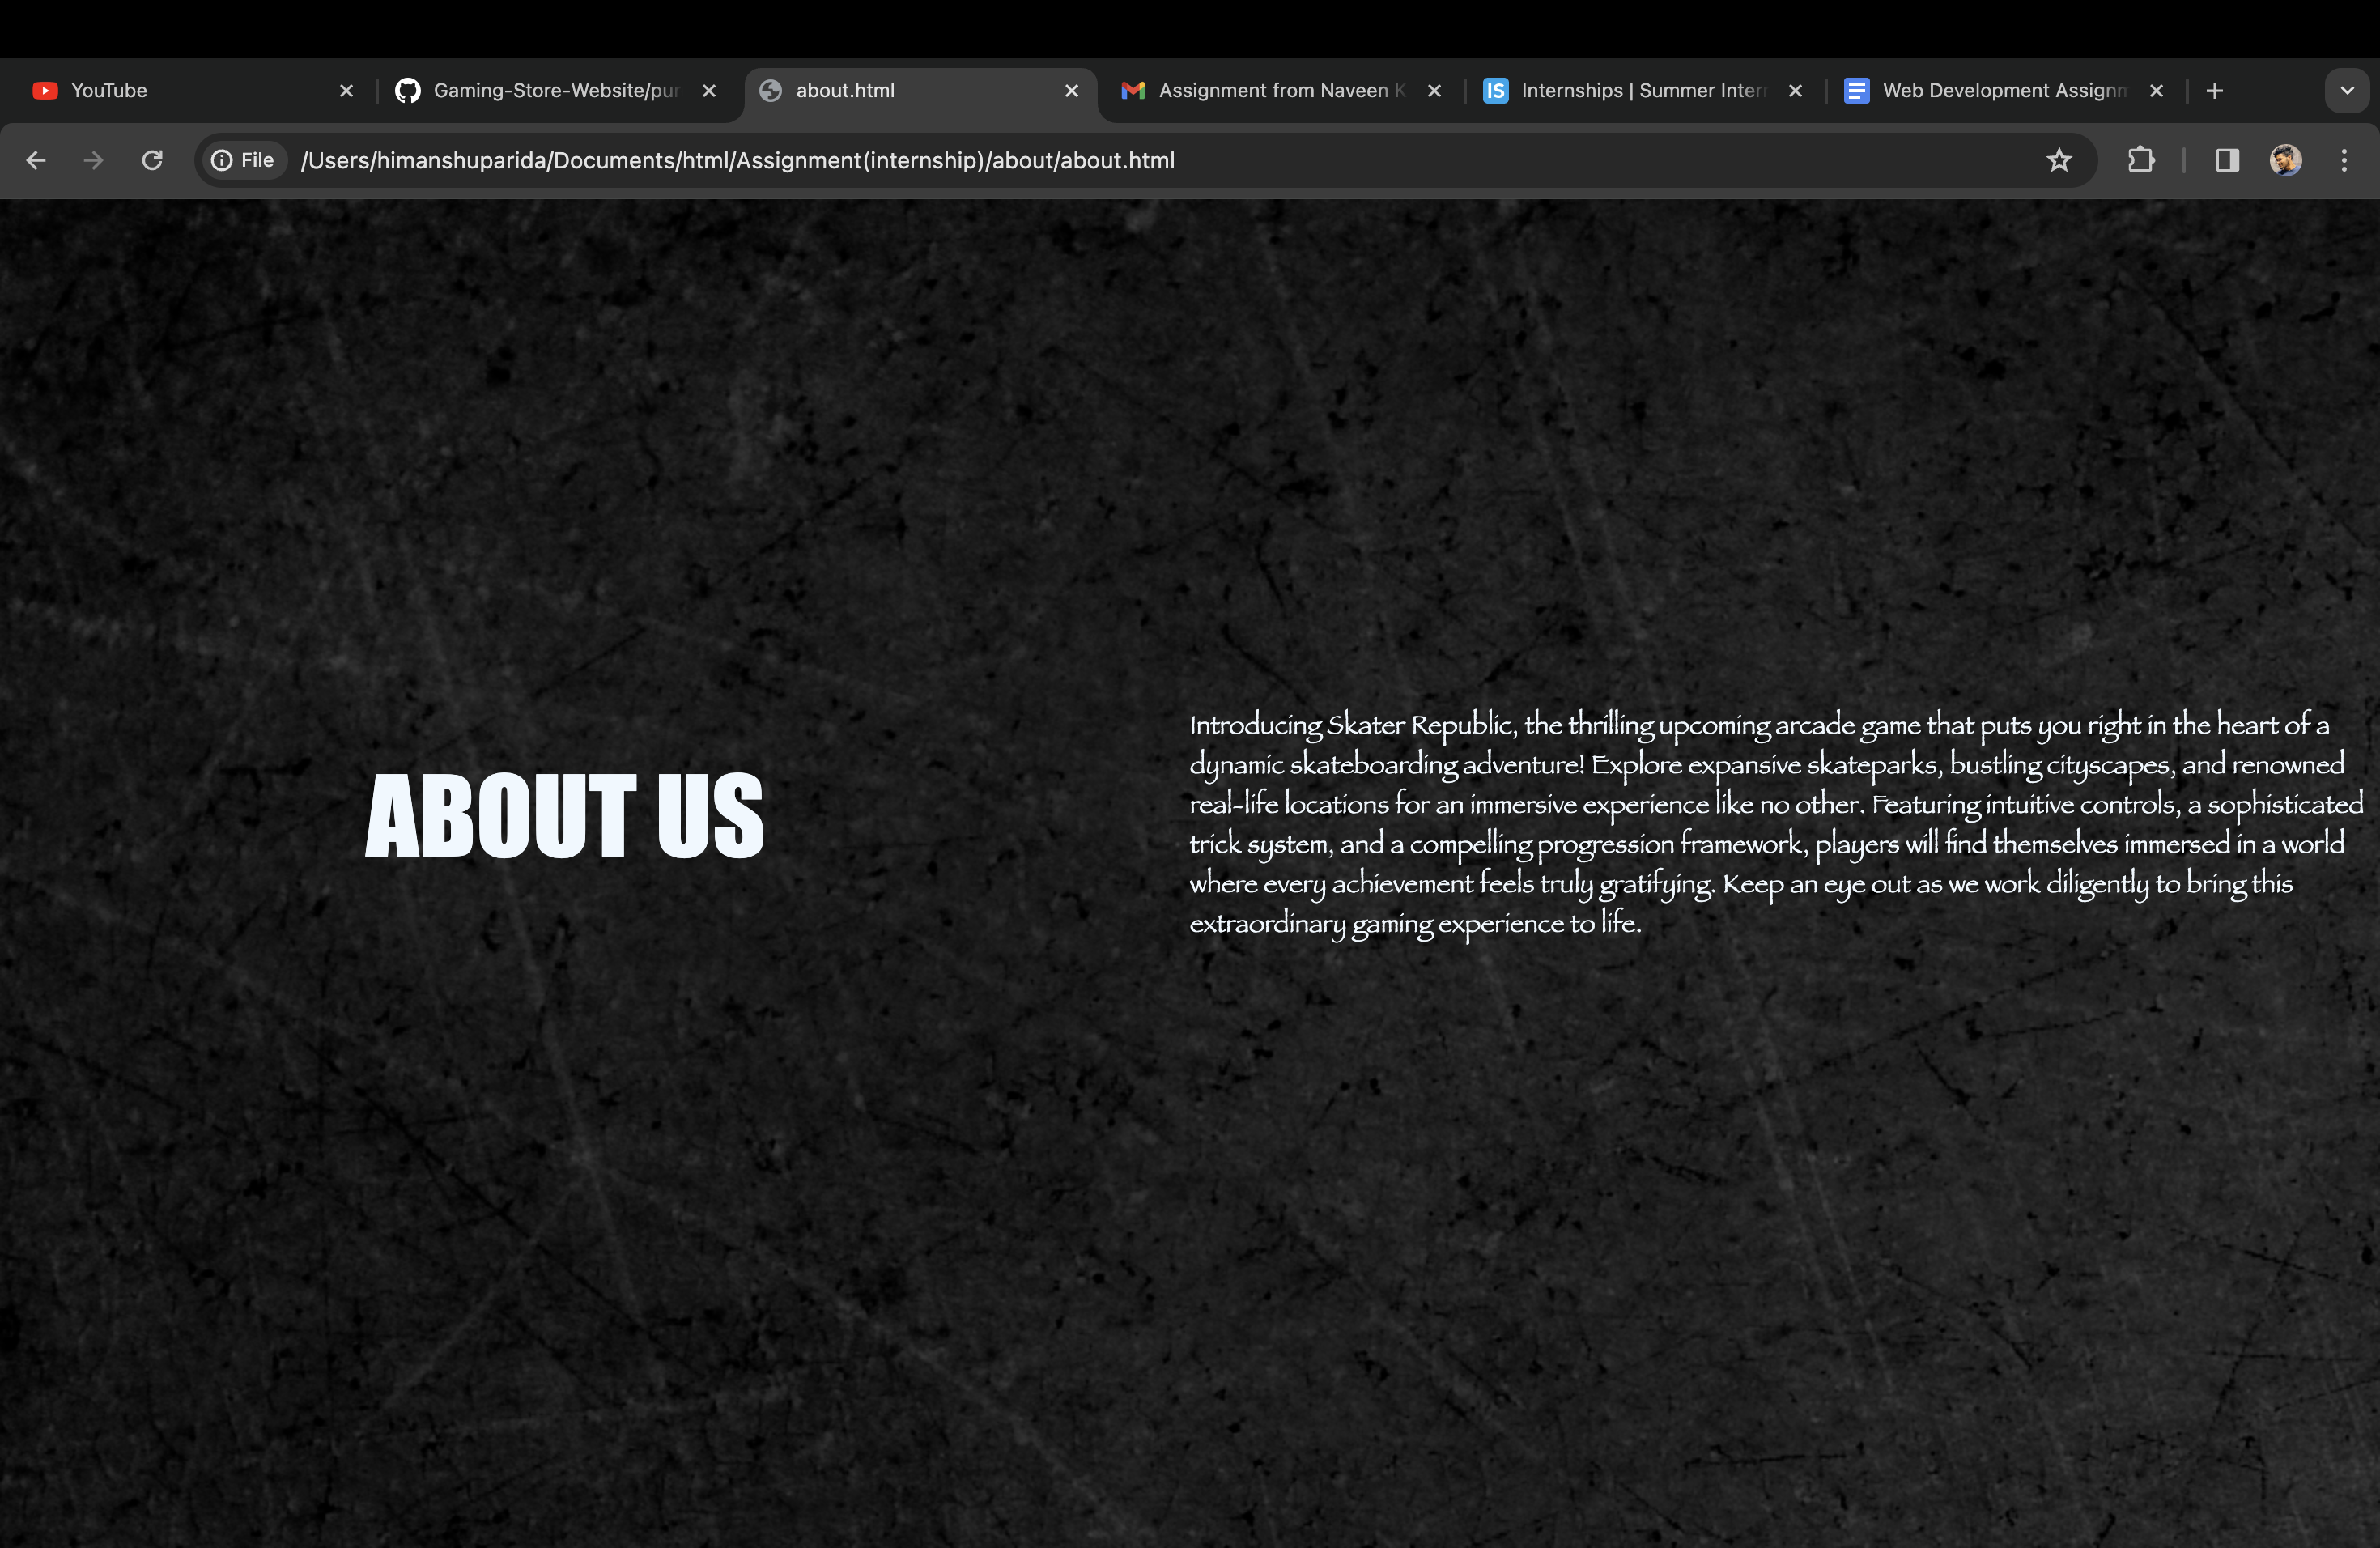 YouTube
Gaming-Store-Website/pur
about.html
Assignment from Naveen K
IS
Internships | Summer Inter
Web Development Assignm
File
/Users/himanshuparida/Documents/html/Assignment(internship)/about/about.html
ABOUT US
Introducing Skater Republic, the thrilling upcoming arcade game that puts you right in the heart of a
dynamic skateboarding adventure! Explore expansive skateparks, bustling cityscapes, and renowned
real-life locations for an immersive experience like no other. Featuring intuitive controls, a sophisticated
trick system, and a compelling progression framework, players will find themselves immersed in a world
where every achievement feels truly gratifying. Keep an eye out as we work diligently to bring this
extraordinary gaming experience to life.